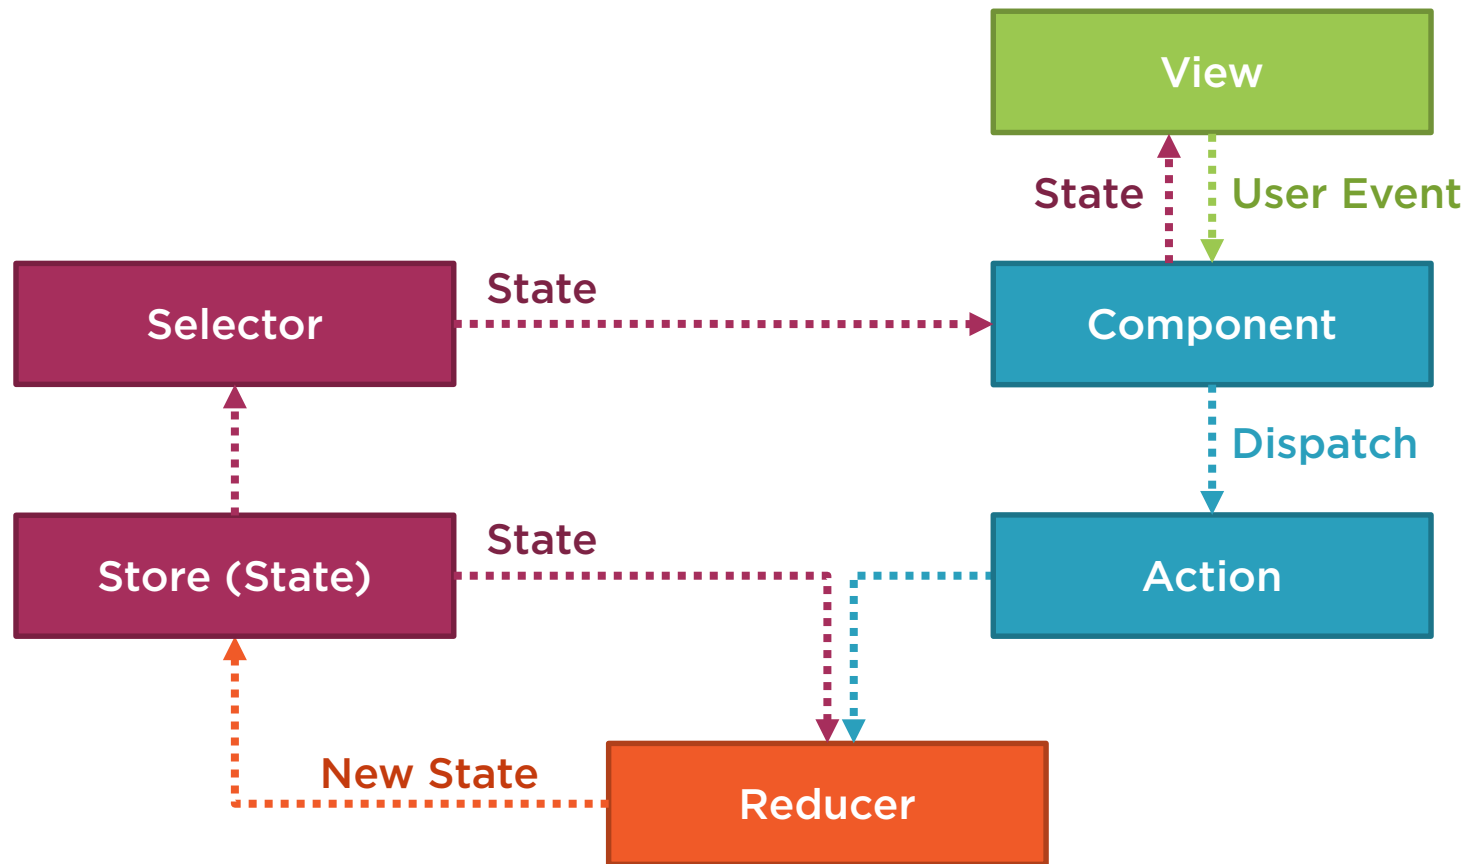 View
State
User Event
Selector
State
Component
Dispatch
Store (State)
State
Action
New State
Reducer